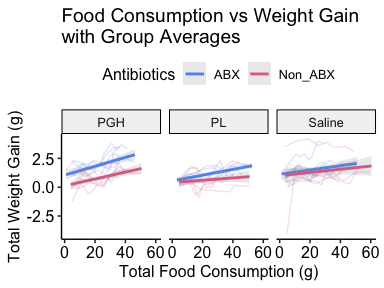 Food Consumption vs Weight Gain
with Group Averages
Antibiotics ABX Non_ABX
PGH PL Saline
Total Weight Gain (g)
2.5
0.0
-2.5
0 20 40 60 0 20 40 60 0 20 40 60
Total Food Consumption (g)